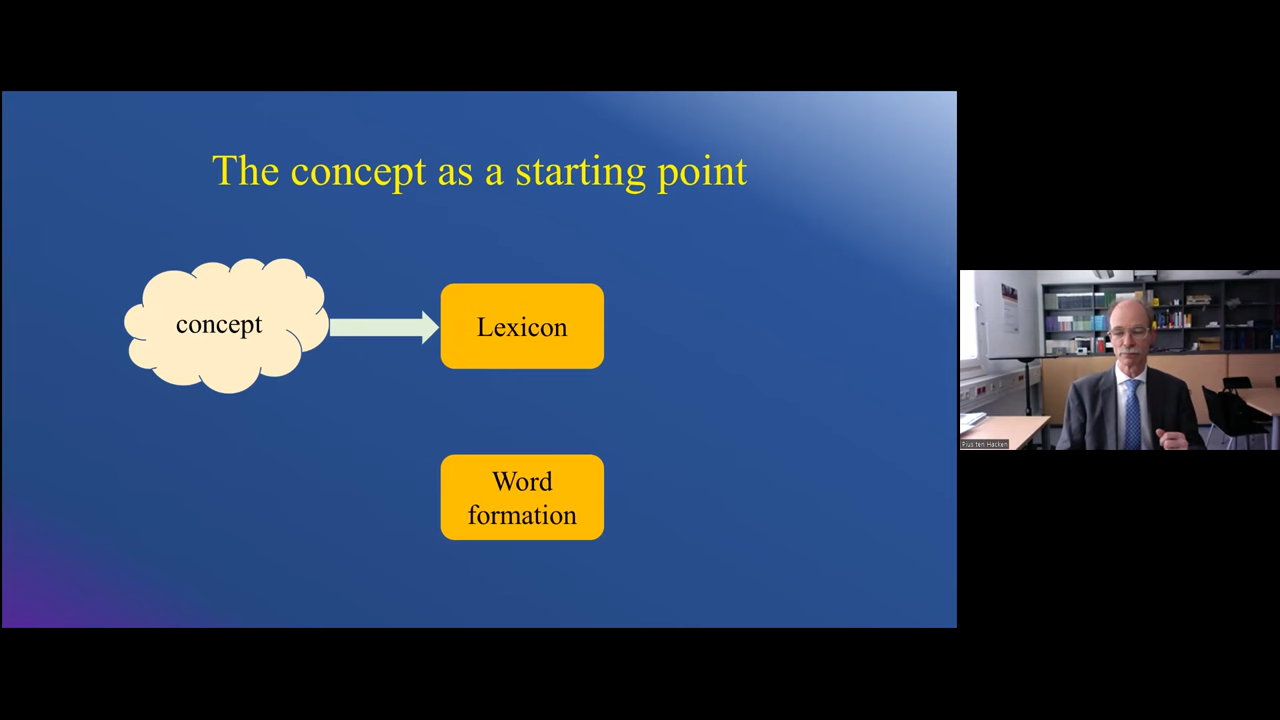 The concept as a starting point
concept
Lexicon
Word
formation
Pius ten Hacken